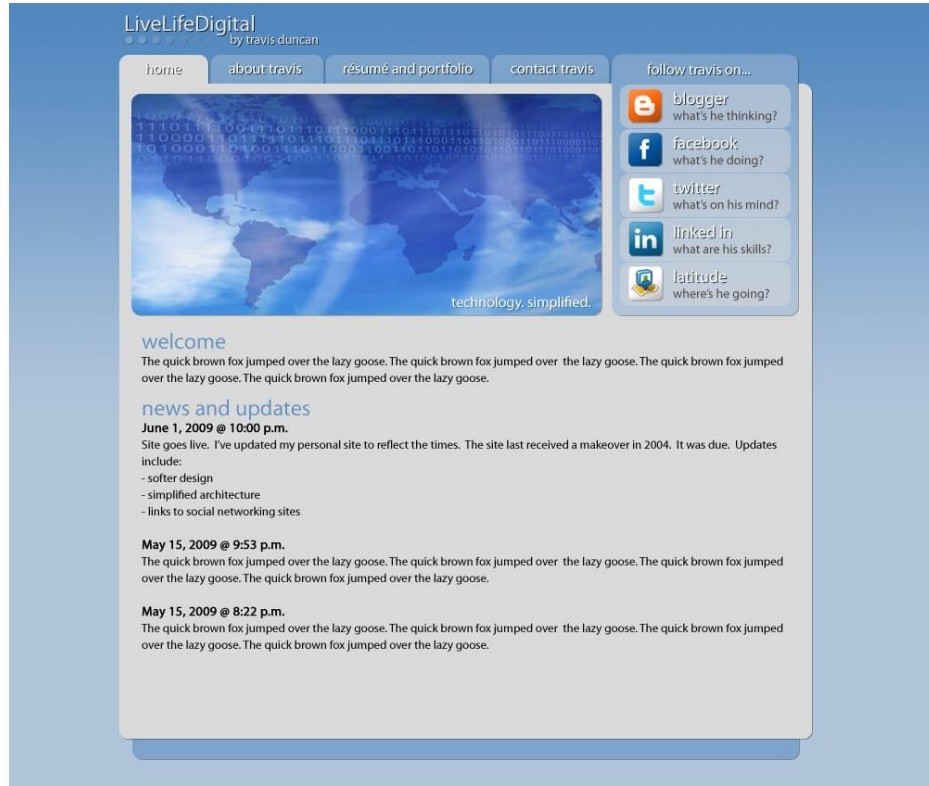 LiveLifeDigital
by travis duncan
home
about travis
résumé and portfolio
contact travis
follow travis on...
blogger
what's he thinking?
facebook
what's he doing?
twitter
what's on his mind?
linked in
what are his skills?
latitude
where's he going?
technology. simplified.
welcome
The quick brown fox jumped over the lazy goose. The quick brown fox jumped over the lazy goose. The quick brown fox jumped
over the lazy goose. The quick brown fox jumped over the lazy goose.
news and updates
June 1, 2009 @ 10:00 p.m.
Site goes live. I've updated my personal site to reflect the times. The site last received a makeover in 2004. It was due. Updates
include:
- softer design
- simplified architecture
- links to social networking sites
May 15, 2009 @ 9:53 p.m.
The quick brown fox jumped over the lazy goose. The quick brown fox jumped over the lazy goose. The quick brown fox jumped
over the lazy goose. The quick brown fox jumped over the lazy goose.
May 15, 2009 @ 8:22 p.m.
The quick brown fox jumped over the lazy goose. The quick brown fox jumped over the lazy goose. The quick brown fox jumped
over the lazy goose. The quick brown fox jumped over the lazy goose.